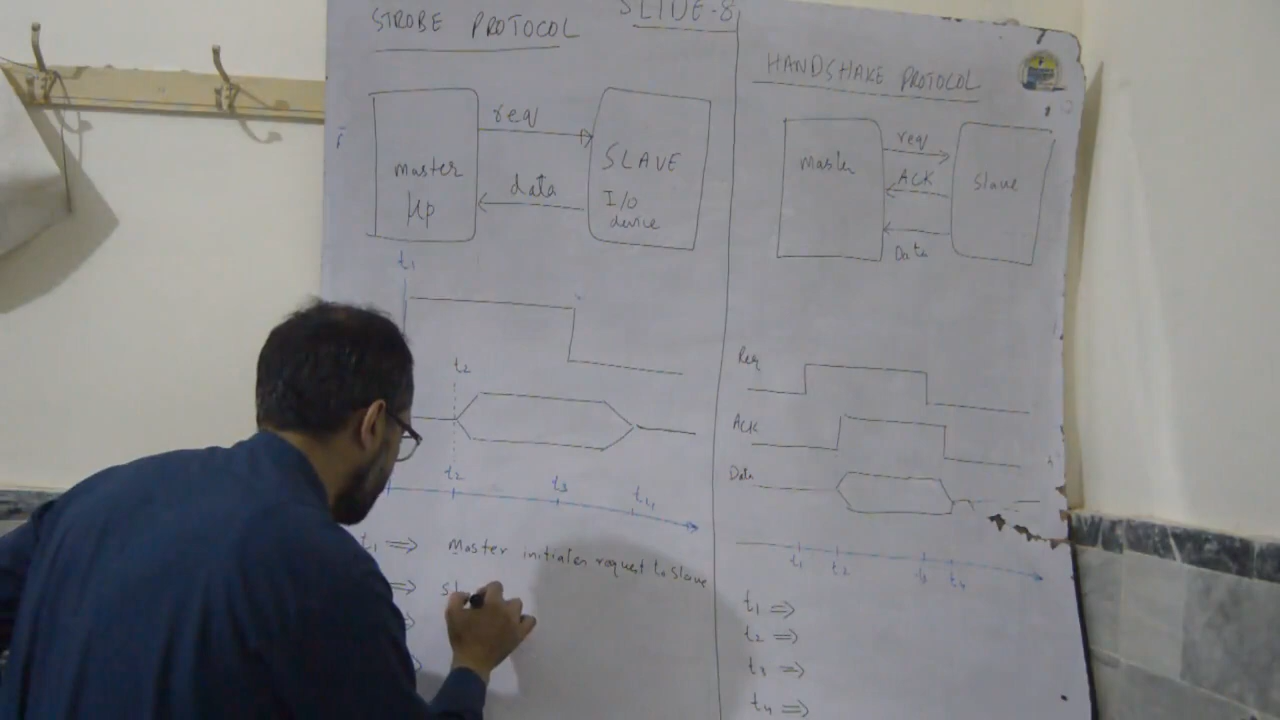 SLIDE-8
STROBE PROTOCOL
req
master
μp
SLAVE
I/O
device
data
t1
t2
t2
t3
t4
t1 ⇒ Master initiates request to slave
⇒ sl
HANDSHAKE PROTOCOL
Master
req
ACK
Data
Slave
Req
ACK
Data
t1 t2 t3 t4
t1 ⇒
t2 ⇒
t3 ⇒
t4 ⇒